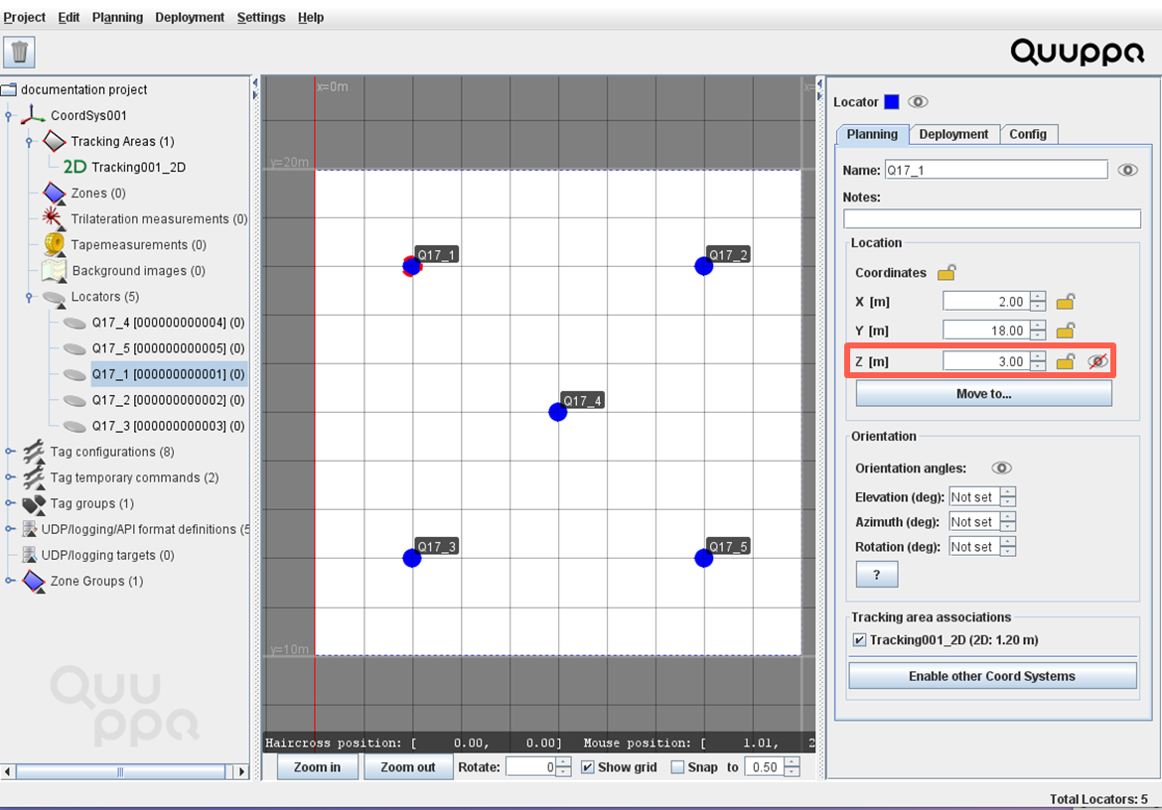 Project Edit Planning Deployment Settings Help
Quuppa
documentation project
CoordSys001
Tracking Areas (1)
2D Tracking001_2D
Zones (0)
Trilateration measurements (0)
Tapemeasurements (0)
Background images (0)
Locators (5)
Q17_4 [000000000004] (0)
Q17_5 [000000000005] (0)
Q17_1 [000000000001] (0)
Q17_2 [000000000002] (0)
Q17_3 [000000000003] (0)
Tag configurations (8)
Tag temporary commands (2)
Tag groups (1)
UDP/logging/API format definitions (5
UDP/logging targets (0)
Zone Groups (1)
Quuppa
x=0m
x=
y=20m
Q17_1
Q17_2
Q17_4
Q17_3
Q17_5
y=10m
Haircross position: [ 0.00, 0.00] Mouse position: [ 1.01, 2
Zoom in Zoom out Rotate: 0 Show grid Snap to 0.50
Locator
Planning Deployment Config
Name: Q17_1
Notes:
Location
Coordinates
X [m] 2.00
Y [m] 18.00
Z [m] 3.00
Move to...
Orientation
Orientation angles:
Elevation (deg): Not set
Azimuth (deg): Not set
Rotation (deg): Not set
?
Tracking area associations
Tracking001_2D (2D: 1.20 m)
Enable other Coord Systems
Total Locators: 5